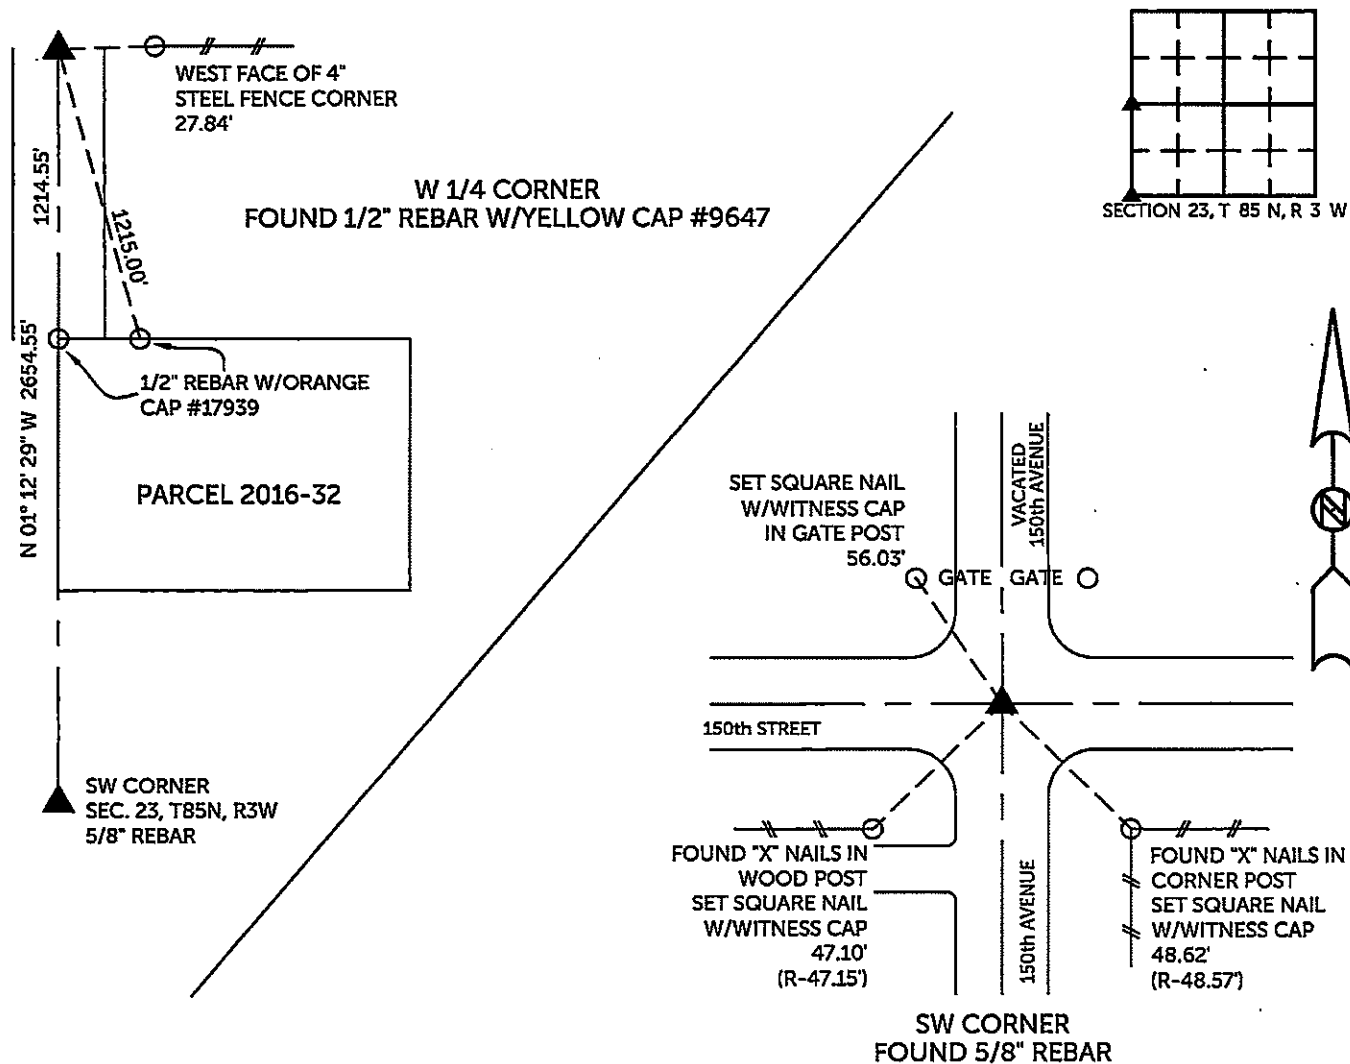 WEST FACE OF 4"
STEEL FENCE CORNER
27.84'
1214.55'
1215.00'
W 1/4 CORNER
FOUND 1/2" REBAR W/YELLOW CAP #9647
SECTION 23, T 85 N, R 3 W
N 01° 12' 29" W 2654.55'
1/2" REBAR W/ORANGE
CAP #17939
PARCEL 2016-32
SW CORNER
SEC. 23, T85N, R3W
5/8" REBAR
N
SET SQUARE NAIL
W/WITNESS CAP
IN GATE POST
56.03'
VACATED
150th AVENUE
GATE GATE
150th STREET
FOUND "X" NAILS IN
WOOD POST
SET SQUARE NAIL
W/WITNESS CAP
47.10'
(R-47.15')
150th AVENUE
FOUND "X" NAILS IN
CORNER POST
SET SQUARE NAIL
W/WITNESS CAP
48.62'
(R-48.57')
SW CORNER
FOUND 5/8" REBAR